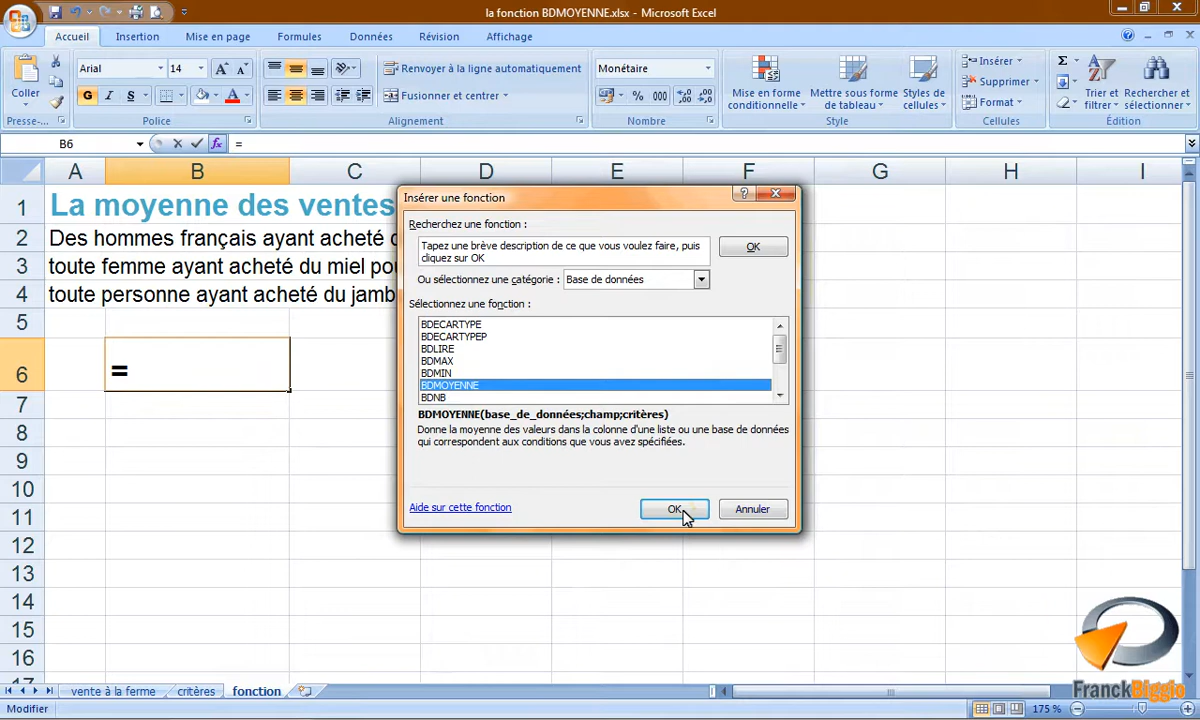 la fonction BDMOYENNE.xlsx - Microsoft Excel
Accueil Insertion Mise en page Formules Données Révision Affichage
Coller
Presse-...
Arial 14
G I S
Police
Renvoyer à la ligne automatiquement
Fusionner et centrer
Alignement
Monétaire
% 000
Nombre
Mise en forme conditionnelle
Mettre sous forme de tableau
Styles de cellules
Style
Insérer
Supprimer
Format
Cellules
Σ
Trier et filtrer
Rechercher et sélectionner
Édition
B6 fx =
A B C D E F G H I
1 La moyenne des ventes
2 Des hommes français ayant acheté
3 toute femme ayant acheté du miel
4 toute personne ayant acheté du
5
6 =
7
8
9
10
11
12
13
14
15
16
17
Insérer une fonction
Recherchez une fonction :
Tapez une brève description de ce que vous voulez faire, puis
cliquez sur OK
OK
Ou sélectionnez une catégorie : Base de données
Sélectionnez une fonction :
BDECARTYPE
BDECARTYPEP
BDLIRE
BDMAX
BDMIN
BDMOYENNE
BDNB
BDMOYENNE(base_de_données;champ;critères)
Donne la moyenne des valeurs dans la colonne d'une liste ou une base de données
qui correspondent aux conditions que vous avez spécifiées.
Aide sur cette fonction
OK Annuler
FranckBiggio
vente à la ferme critères fonction
Modifier
175 %